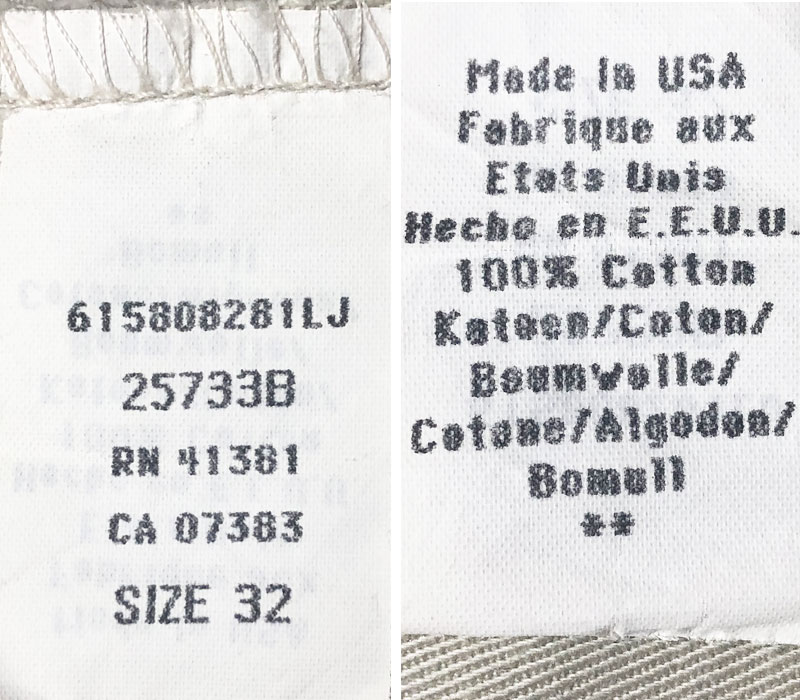 615808281LJ
25733B
RN 41381
CA 07383
SIZE 32
Made In USA
Fabrique aux
Etats Unis
Hecho en E.E.U.U.
100% Cotton
Katoen/Coton/
Baumwolle/
Cotone/Algodon/
Bomull
**